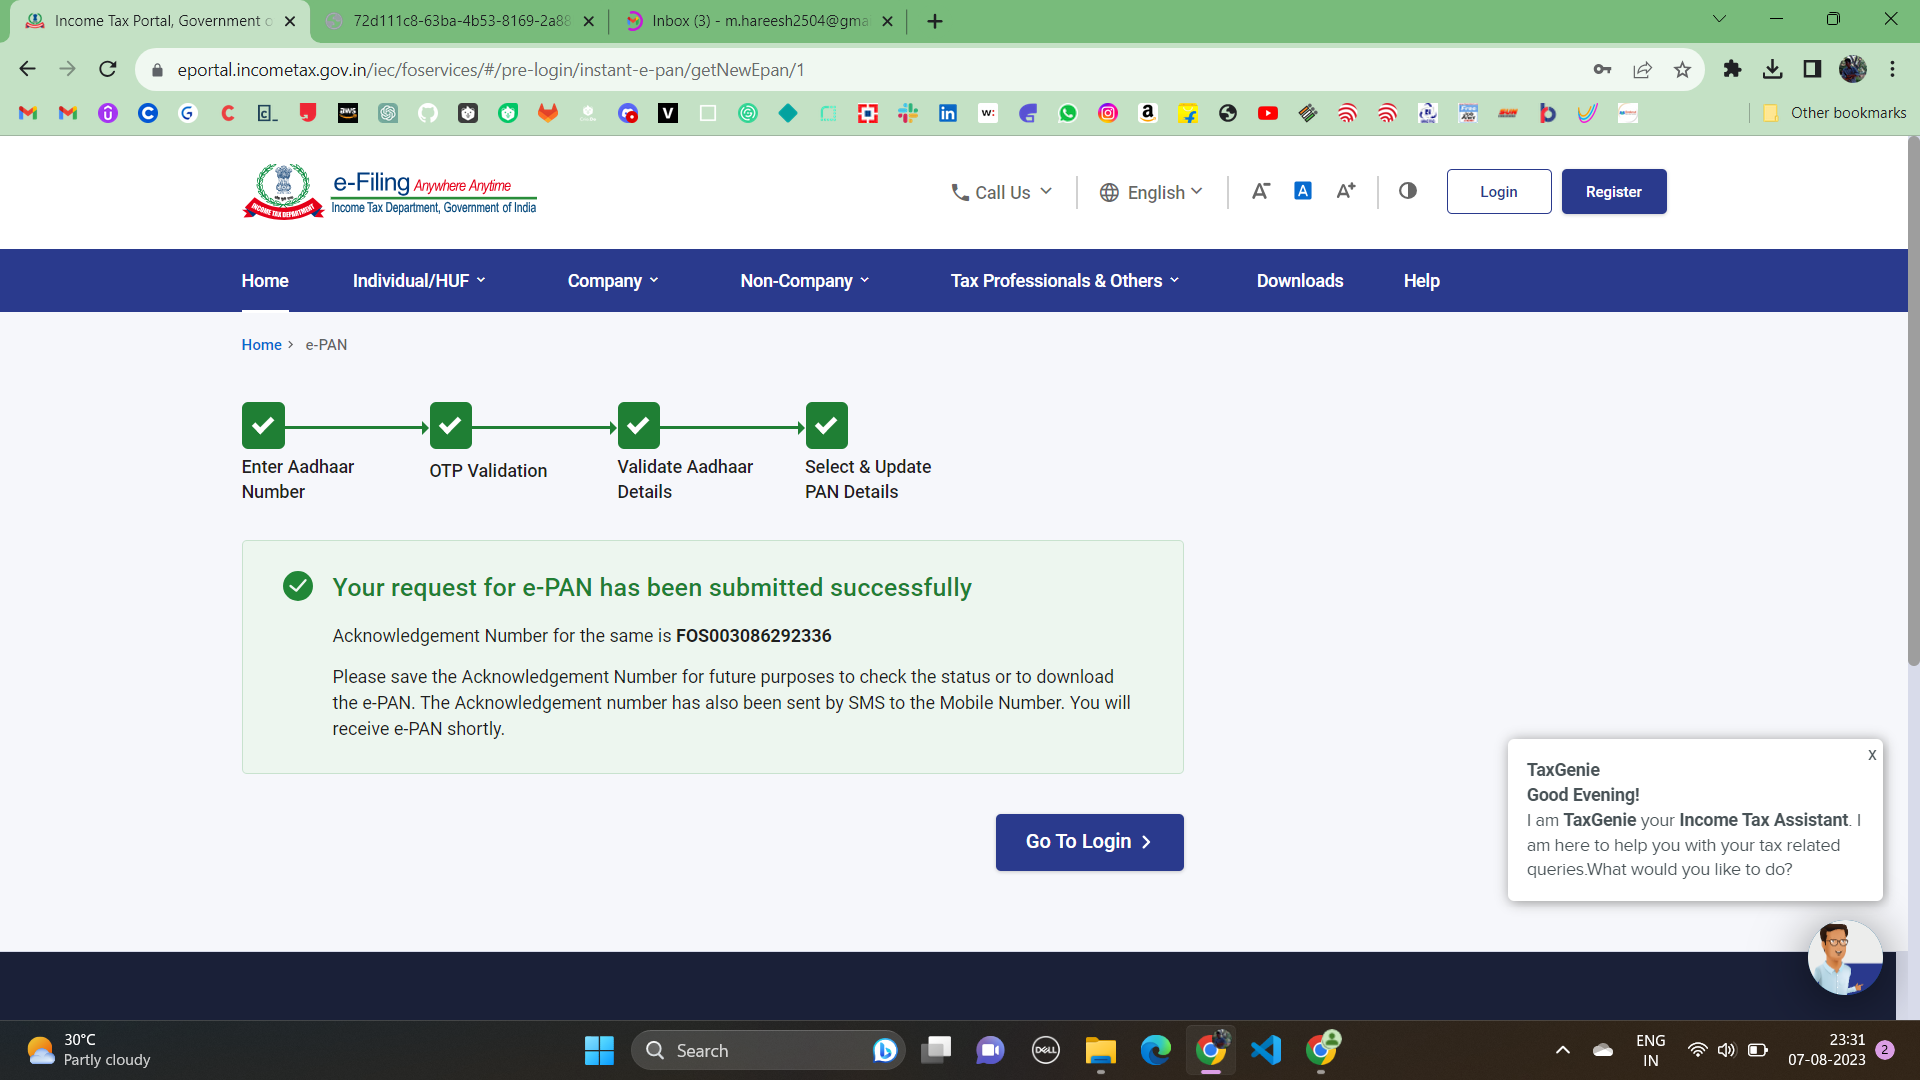 Income Tax Portal, Government o
72d111c8-63ba-4b53-8169-2a88
Inbox (3) - m.hareesh2504@gma
eportal.incometax.gov.in/iec/foservices/#/pre-login/instant-e-pan/getNewEpan/1
Other bookmarks
e-Filing Anywhere Anytime
Income Tax Department, Government of India
INCOME TAX DEPARTMENT
Call Us
English
A-
A
A+
Login
Register
Home
Individual/HUF
Company
Non-Company
Tax Professionals & Others
Downloads
Help
Home > e-PAN
Enter Aadhaar
Number
OTP Validation
Validate Aadhaar
Details
Select & Update
PAN Details
Your request for e-PAN has been submitted successfully
Acknowledgement Number for the same is FOS003086292336
Please save the Acknowledgement Number for future purposes to check the status or to download
the e-PAN. The Acknowledgement number has also been sent by SMS to the Mobile Number. You will
receive e-PAN shortly.
Go To Login
x
TaxGenie
Good Evening!
I am TaxGenie your Income Tax Assistant. I
am here to help you with your tax related
queries.What would you like to do?
30°C
Partly cloudy
Search
DELL
ENG
IN
23:31
07-08-2023
2